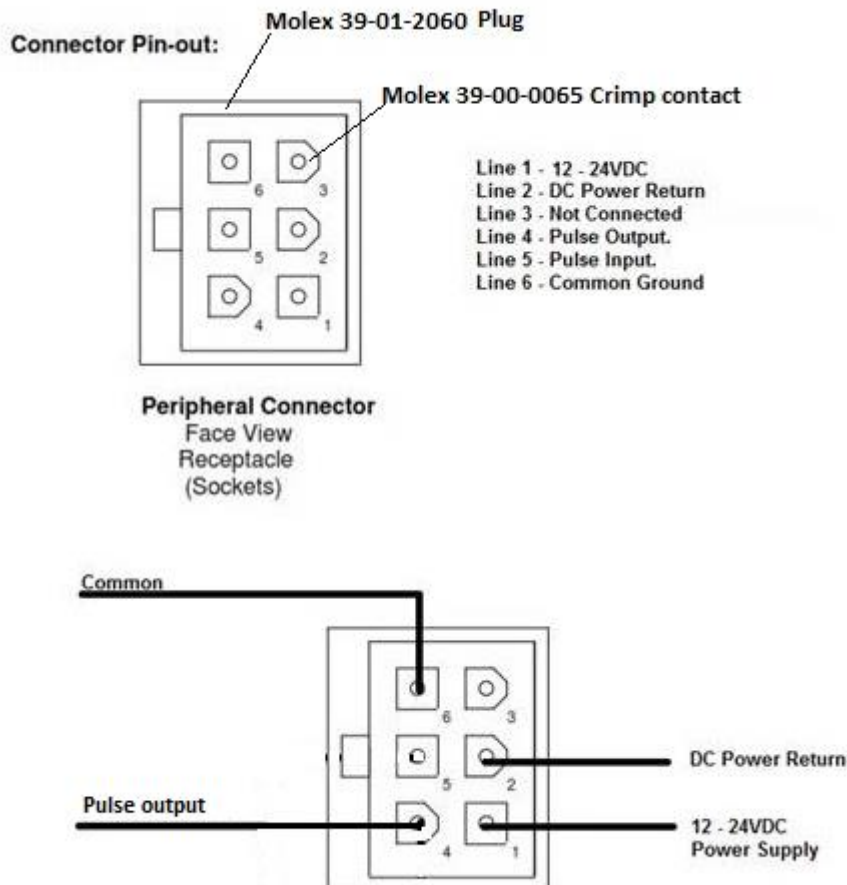 Molex 39-01-2060 Plug
Connector Pin-out:
Molex 39-00-0065 Crimp contact
6 3
5 2
4 1
Line 1 - 12 - 24VDC
Line 2 - DC Power Return
Line 3 - Not Connected
Line 4 - Pulse Output.
Line 5 - Pulse Input.
Line 6 - Common Ground
Peripheral Connector
Face View
Receptacle
(Sockets)
Common
6 3
5 2
DC Power Return
Pulse output
4 1
12 - 24VDC
Power Supply